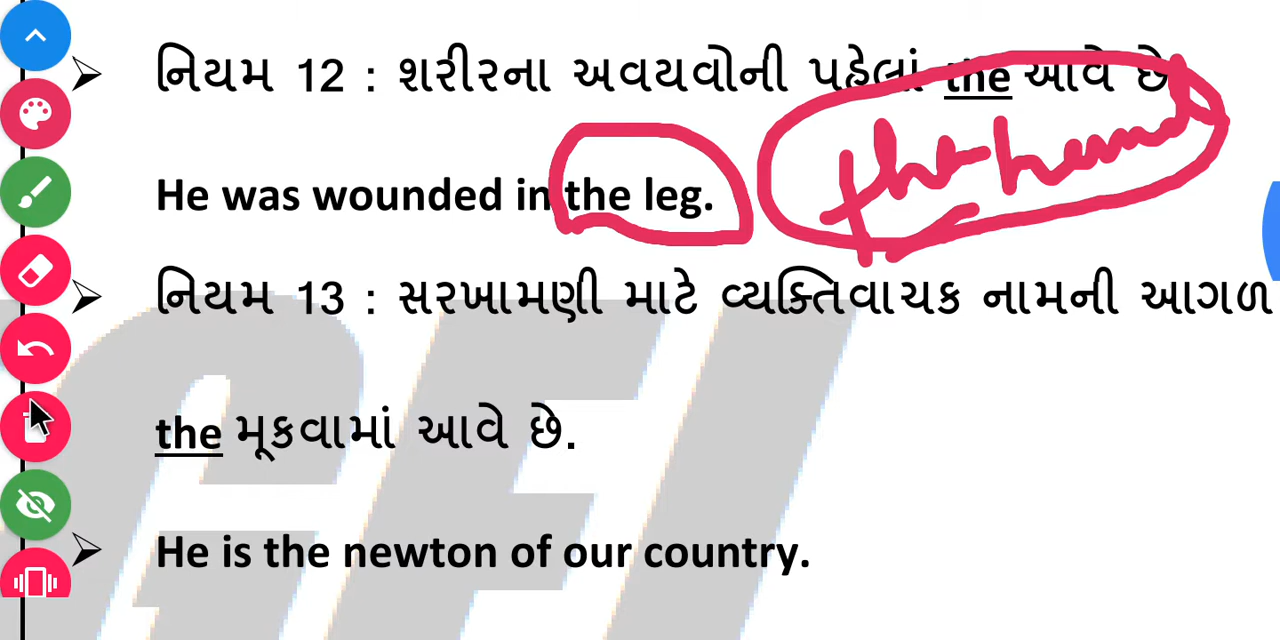 ➢ નિયમ 12 : શરીરના અવયવોની પહેલાં the આવે છે
the hand
He was wounded in the leg.
➢ નિયમ 13 : સરખામણી માટે વ્યક્તિવાચક નામની આગળ
the મૂકવામાં આવે છે.
➢ He is the newton of our country.